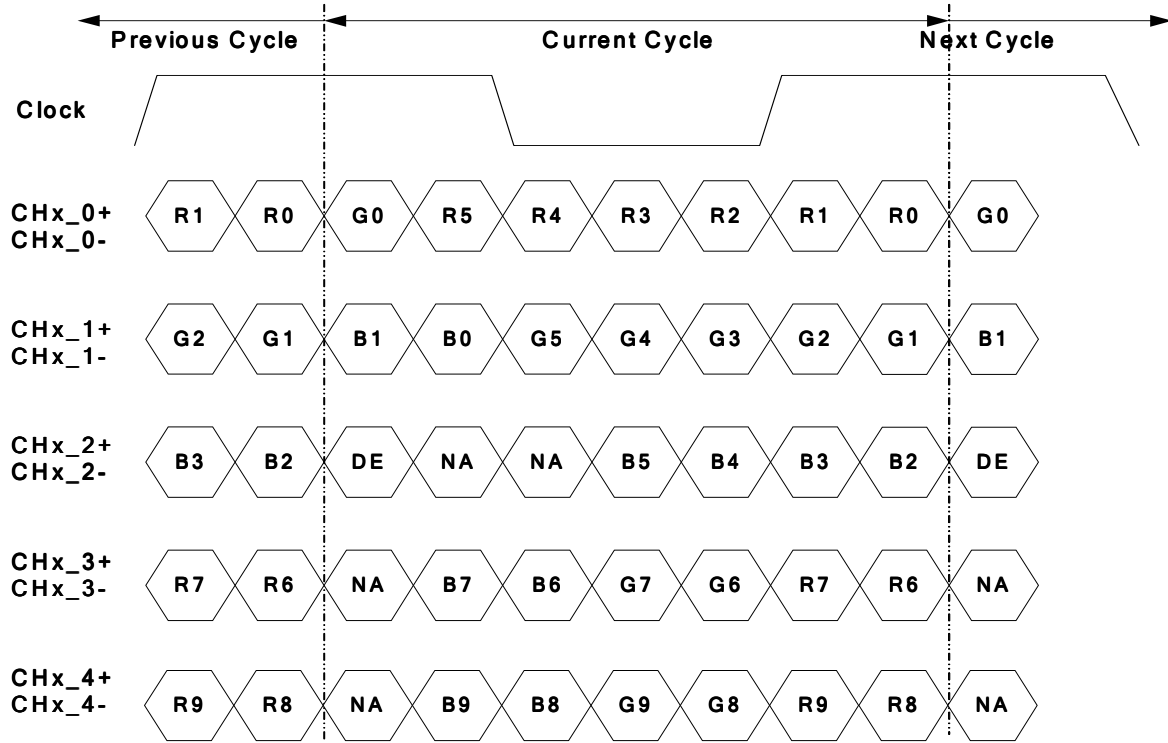 Previous Cycle Current Cycle Next Cycle
Clock
CHx_0+
CHx_0-
R1 R0 G0 R5 R4 R3 R2 R1 R0 G0
CHx_1+
CHx_1-
G2 G1 B1 B0 G5 G4 G3 G2 G1 B1
CHx_2+
CHx_2-
B3 B2 DE NA NA B5 B4 B3 B2 DE
CHx_3+
CHx_3-
R7 R6 NA B7 B6 G7 G6 R7 R6 NA
CHx_4+
CHx_4-
R9 R8 NA B9 B8 G9 G8 R9 R8 NA